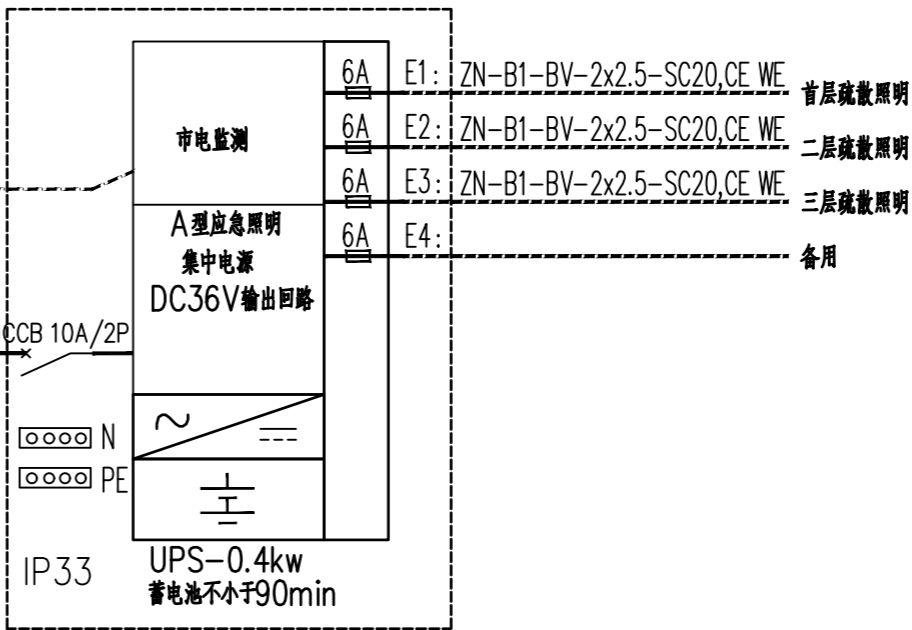 6A E1: ZN-B1-BV-2x2.5-SC20,CE WE 首层疏散照明
市电监测
6A E2: ZN-B1-BV-2x2.5-SC20,CE WE 二层疏散照明
6A E3: ZN-B1-BV-2x2.5-SC20,CE WE 三层疏散照明
A型应急照明
6A E4: 备用
集中电源
DC36V输出回路
CCB 10A/2P
N
PE
IP33
UPS-0.4kw
蓄电池不小于90min